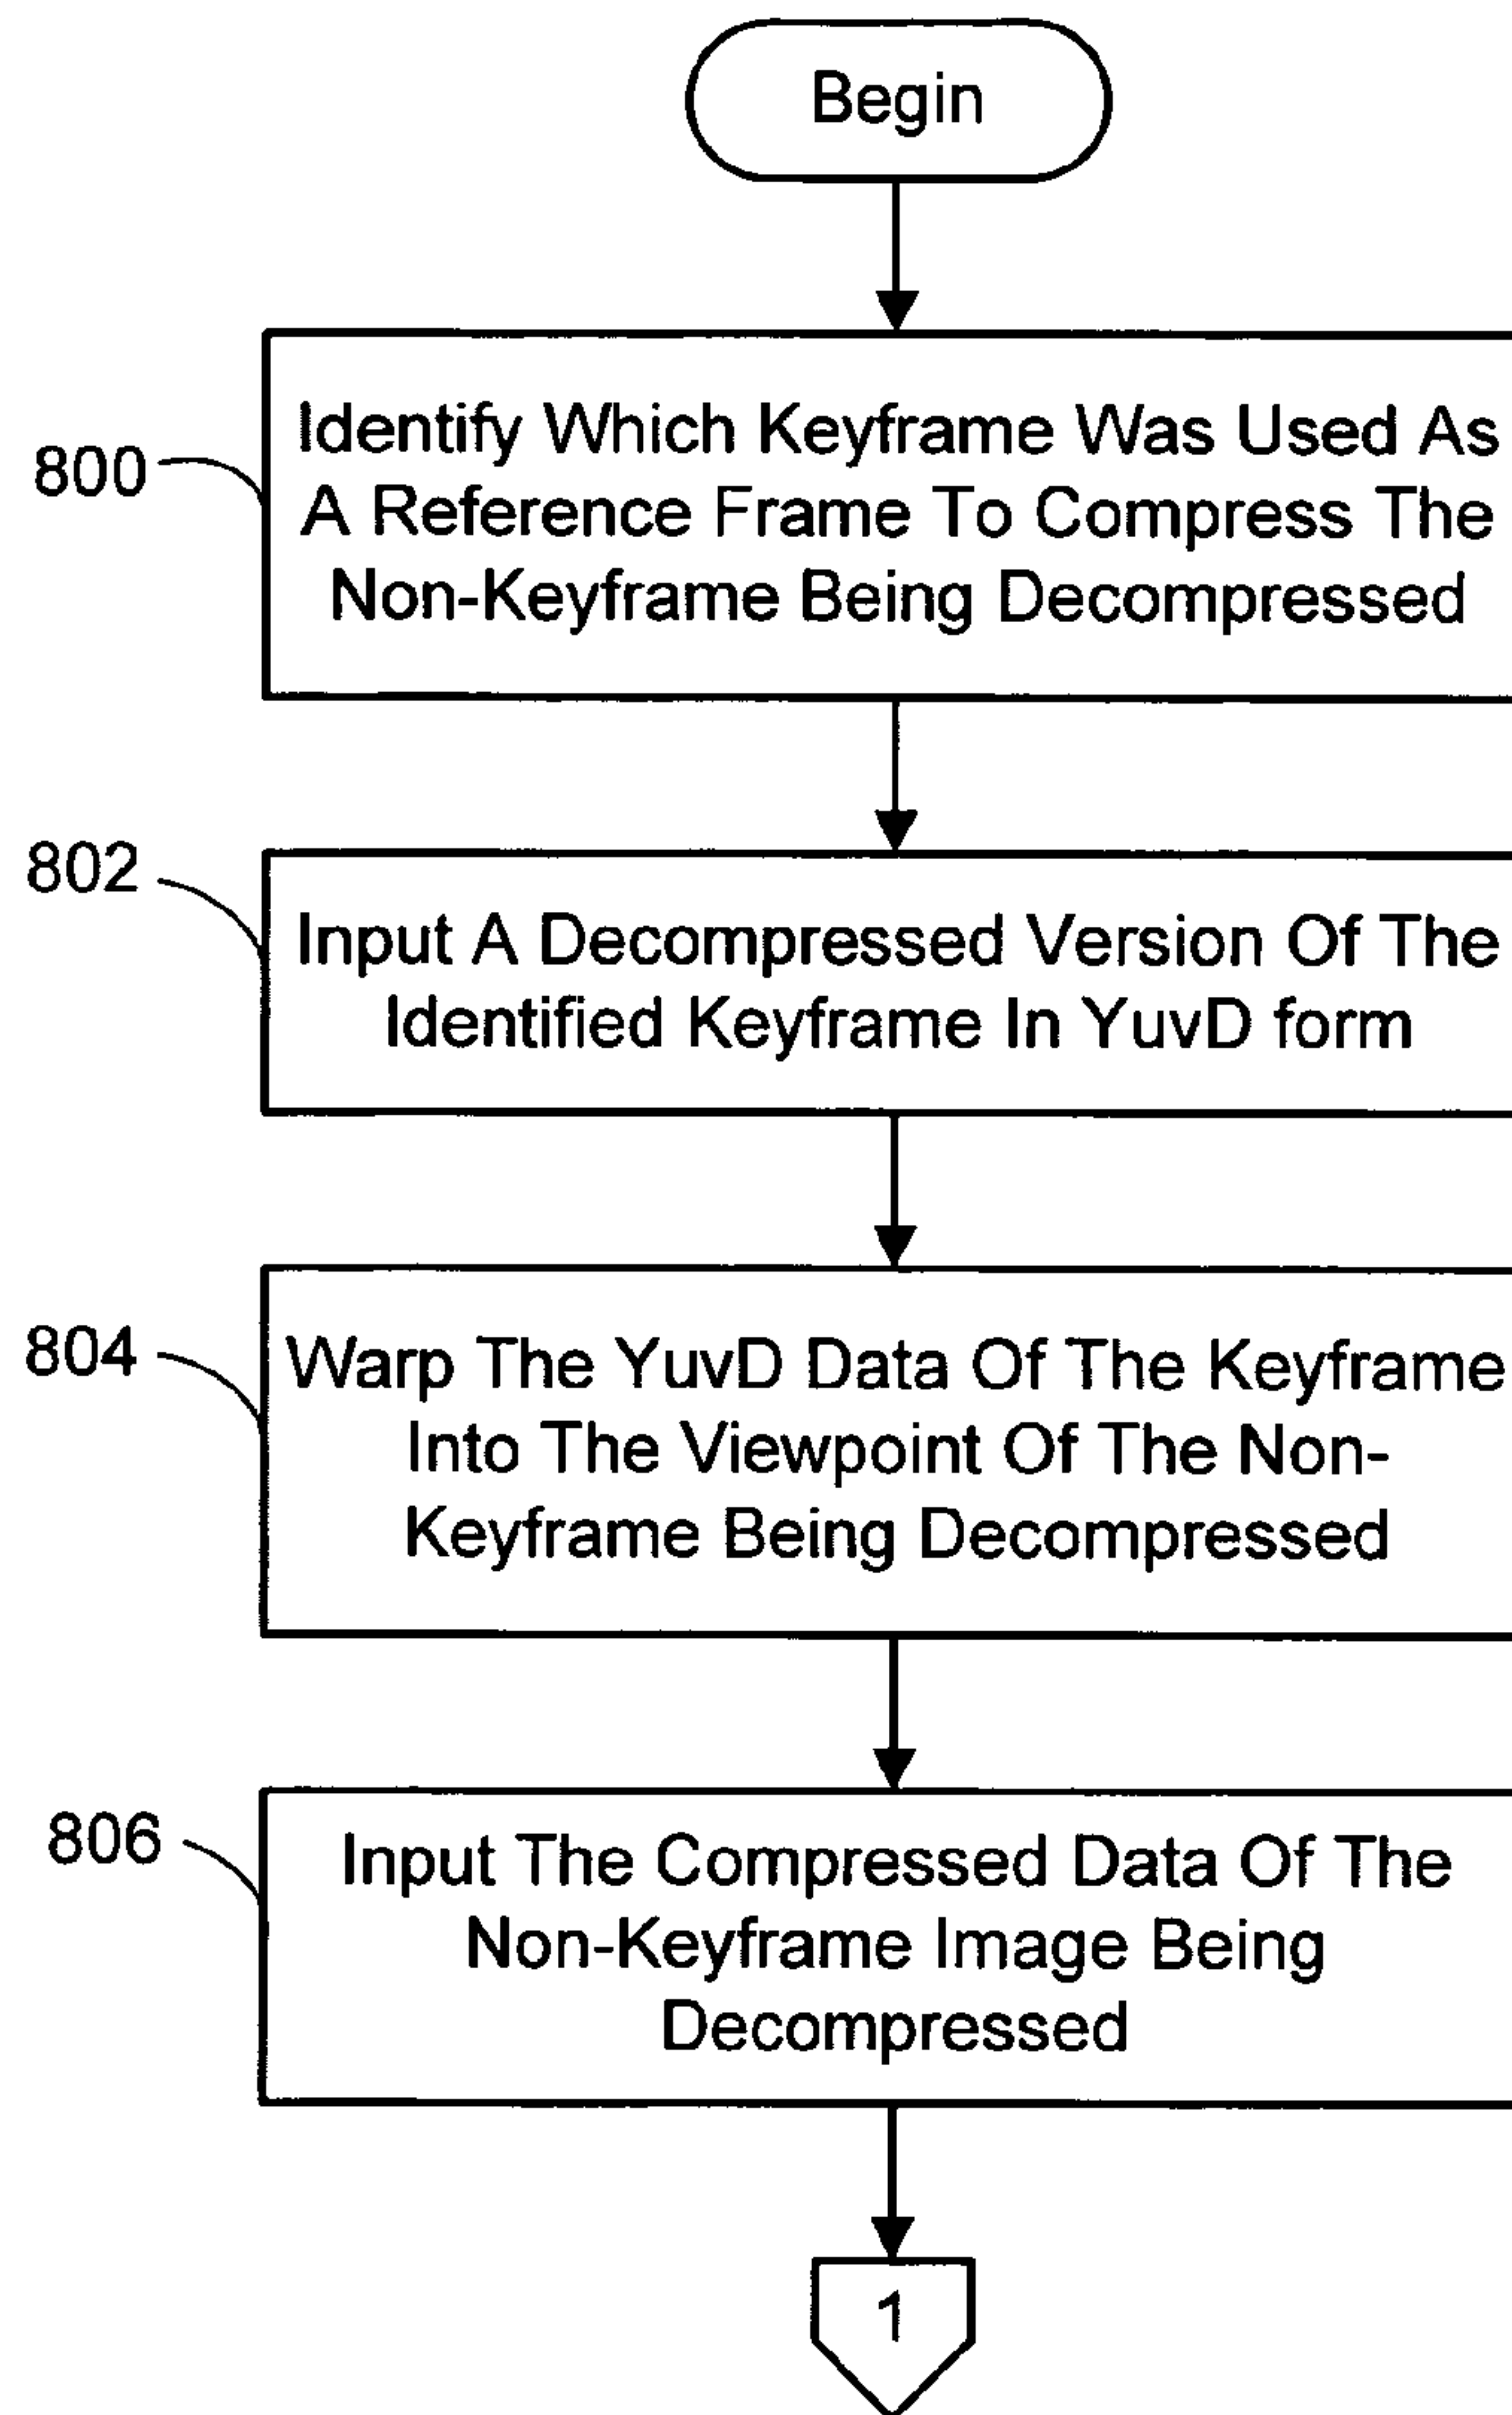 Begin
800
Identify Which Keyframe Was Used As
A Reference Frame To Compress The
Non-Keyframe Being Decompressed
802
Input A Decompressed Version Of The
Identified Keyframe In YuvD form
804
Warp The YuvD Data Of The Keyframe
Into The Viewpoint Of The Non-
Keyframe Being Decompressed
806
Input The Compressed Data Of The
Non-Keyframe Image Being
Decompressed
1